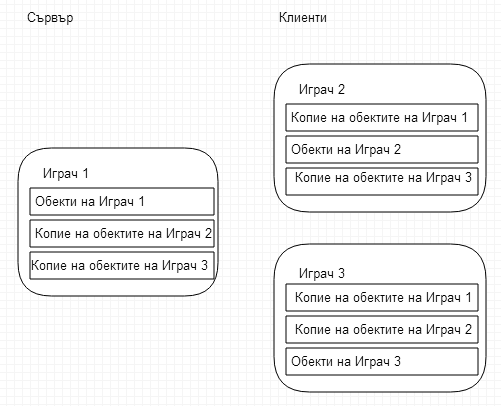 Сървър
Клиенти
Играч 1
Обекти на Играч 1
Копие на обектите на Играч 2
Копие на обектите на Играч 3
Играч 2
Копие на обектите на Играч 1
Обекти на Играч 2
Копие на обектите на Играч 3
Играч 3
Копие на обектите на Играч 1
Копие на обектите на Играч 2
Обекти на Играч 3